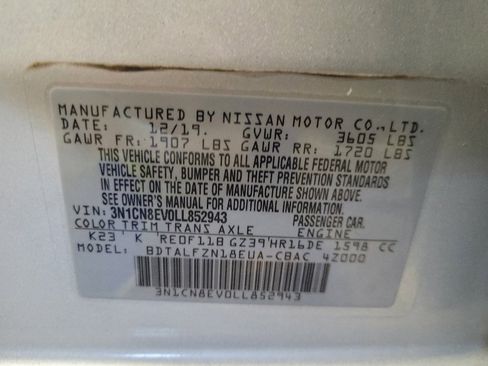 MANUFACTURED BY NISSAN MOTOR CO.,LTD.
DATE: 12/19. GVWR: 3605 LBS
GAWR FR: 1907 LBS GAWR RR: 1720 LBS
THIS VEHICLE CONFORMS TO ALL APPLICABLE FEDERAL MOTOR
VEHICLE SAFETY, BUMPER AND THEFT PREVENTION STANDARDS
IN EFFECT ON THE DATE OF MANUFACTURE SHOWN ABOVE.
SEE OWNER'S MANUAL FOR ADDITIONAL INFORMATION.
VIN: 3N1CN8EV0LL852943 PASSENGER CAR.
COLOR TRIM TRANS AXLE ENGINE
K23 K RE0F11B GZ39 HR16DE 1598 CC
MODEL: BDTALFZN18EUA-CBAC 4Z000
3N1CN8EV0LL852943